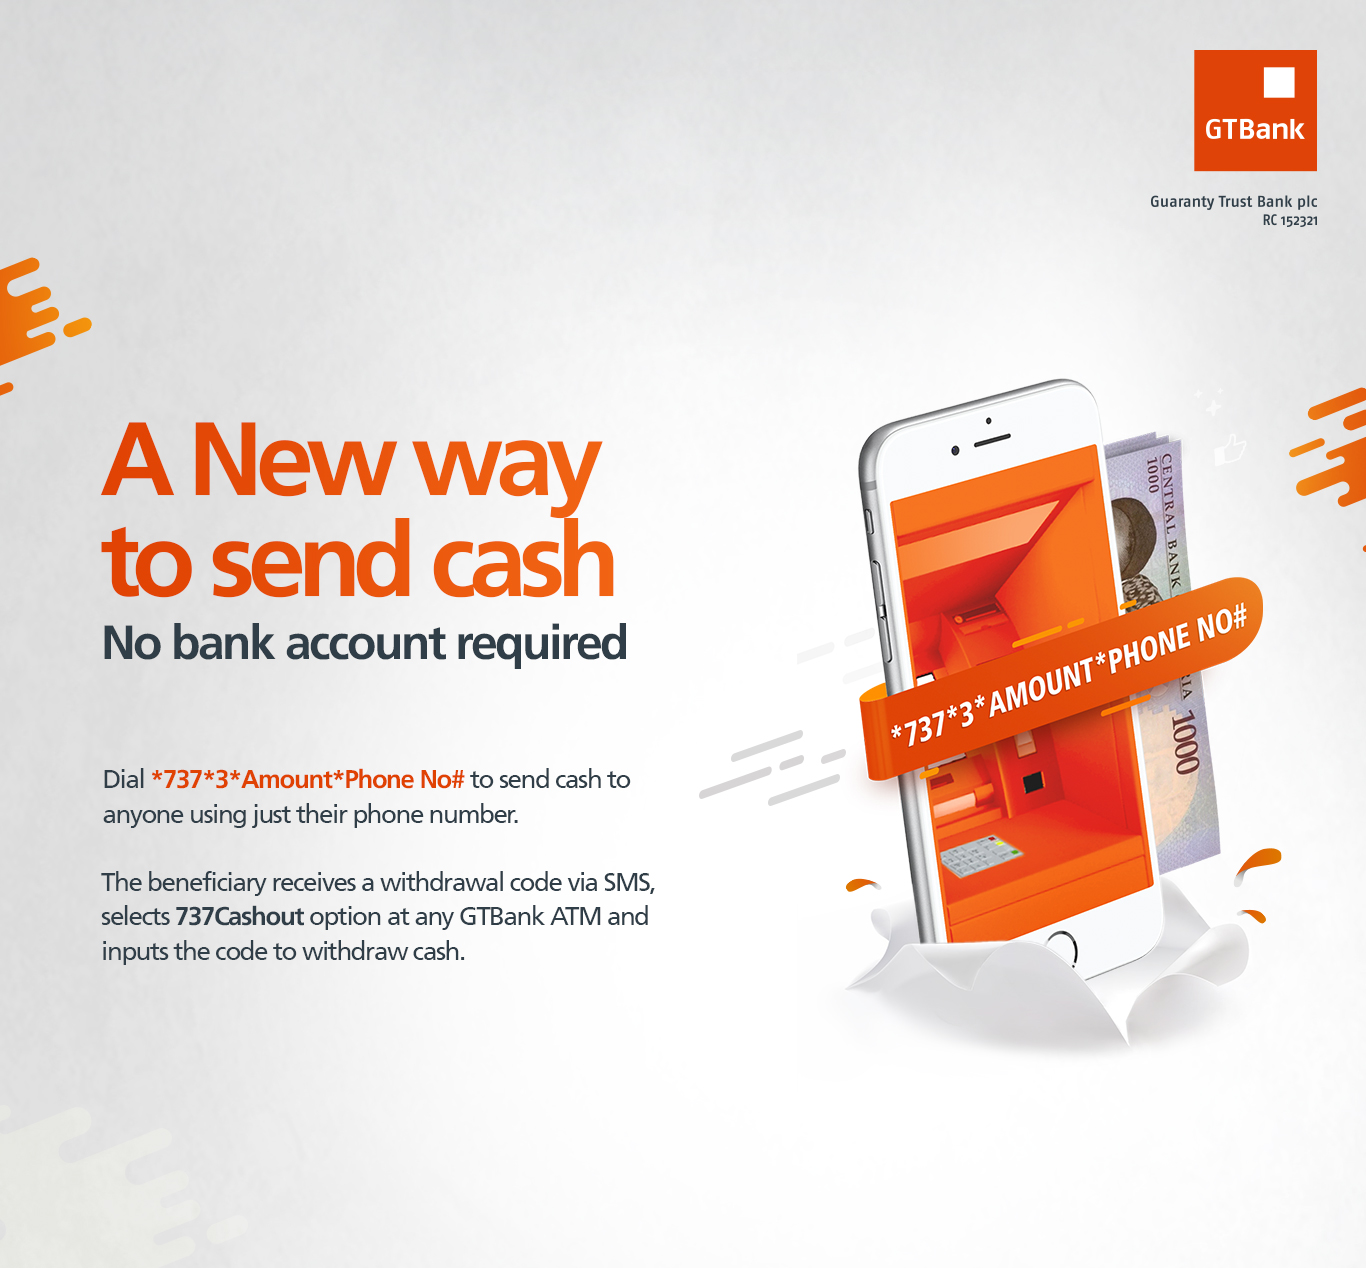 GTBank
Guaranty Trust Bank plc
RC 152321
A New way
to send cash
No bank account required
Dial *737*3*Amount*Phone No# to send cash to
anyone using just their phone number.
The beneficiary receives a withdrawal code via SMS,
selects 737Cashout option at any GTBank ATM and
inputs the code to withdraw cash.
*737*3*AMOUNT*PHONE NO#
CENTRAL BANK
1000
1000